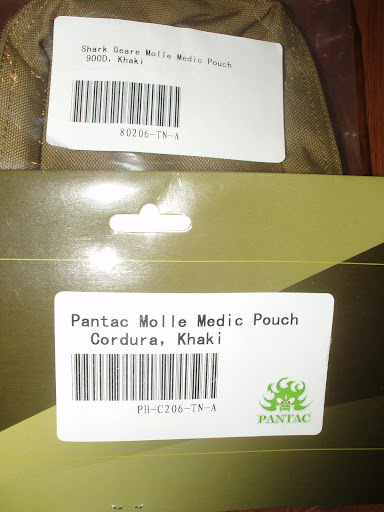 Shark Geare Molle Medic Pouch
900D, Khaki
80206-TN-A
Pantac Molle Medic Pouch
Cordura, Khaki
PH-C206-TN-A
PANTAC